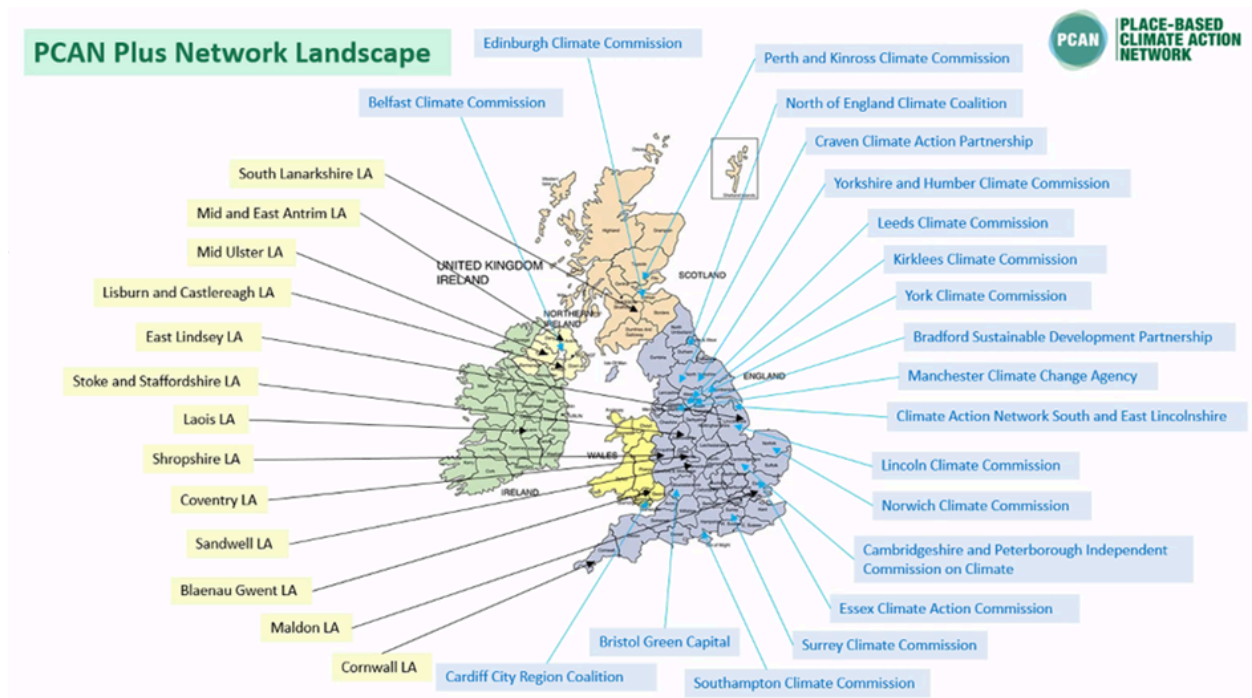 PCAN Plus Network Landscape
PCAN
PLACE-BASED
CLIMATE ACTION
NETWORK
Edinburgh Climate Commission
Perth and Kinross Climate Commission
Belfast Climate Commission
North of England Climate Coalition
Craven Climate Action Partnership
South Lanarkshire LA
Yorkshire and Humber Climate Commission
Mid and East Antrim LA
Leeds Climate Commission
Mid Ulster LA
Kirklees Climate Commission
Lisburn and Castlereagh LA
York Climate Commission
East Lindsey LA
Bradford Sustainable Development Partnership
Stoke and Staffordshire LA
Manchester Climate Change Agency
Laois LA
Climate Action Network South and East Lincolnshire
Shropshire LA
Lincoln Climate Commission
Coventry LA
Norwich Climate Commission
Sandwell LA
Cambridgeshire and Peterborough Independent
Commission on Climate
Blaenau Gwent LA
Essex Climate Action Commission
Maldon LA
Bristol Green Capital
Surrey Climate Commission
Cornwall LA
Cardiff City Region Coalition
Southampton Climate Commission
UNITED KINGDOM
IRELAND
SCOTLAND
NORTHERN
IRELAND
ENGLAND
WALES
IRELAND
Highland